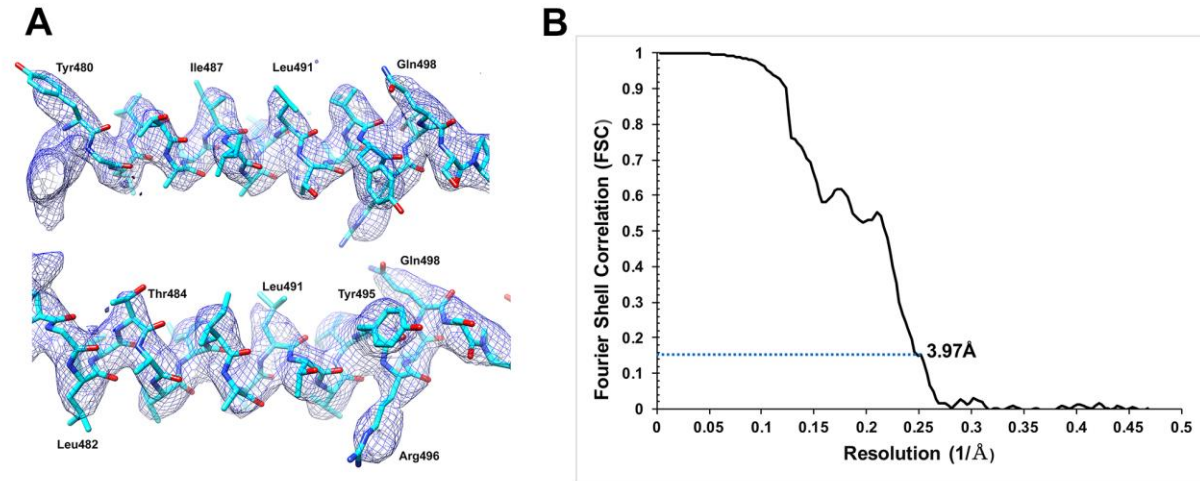 A
Tyr480
Ile487
Leu491
Gln498
Thr484
Leu491
Tyr495
Gln498
Leu482
Arg496
B
Fourier Shell Correlation (FSC)
1
0.9
0.8
0.7
0.6
0.5
0.4
0.3
0.2
0.1
0
3.97Å
0 0.05 0.1 0.15 0.2 0.25 0.3 0.35 0.4 0.45 0.5
Resolution (1/Å)